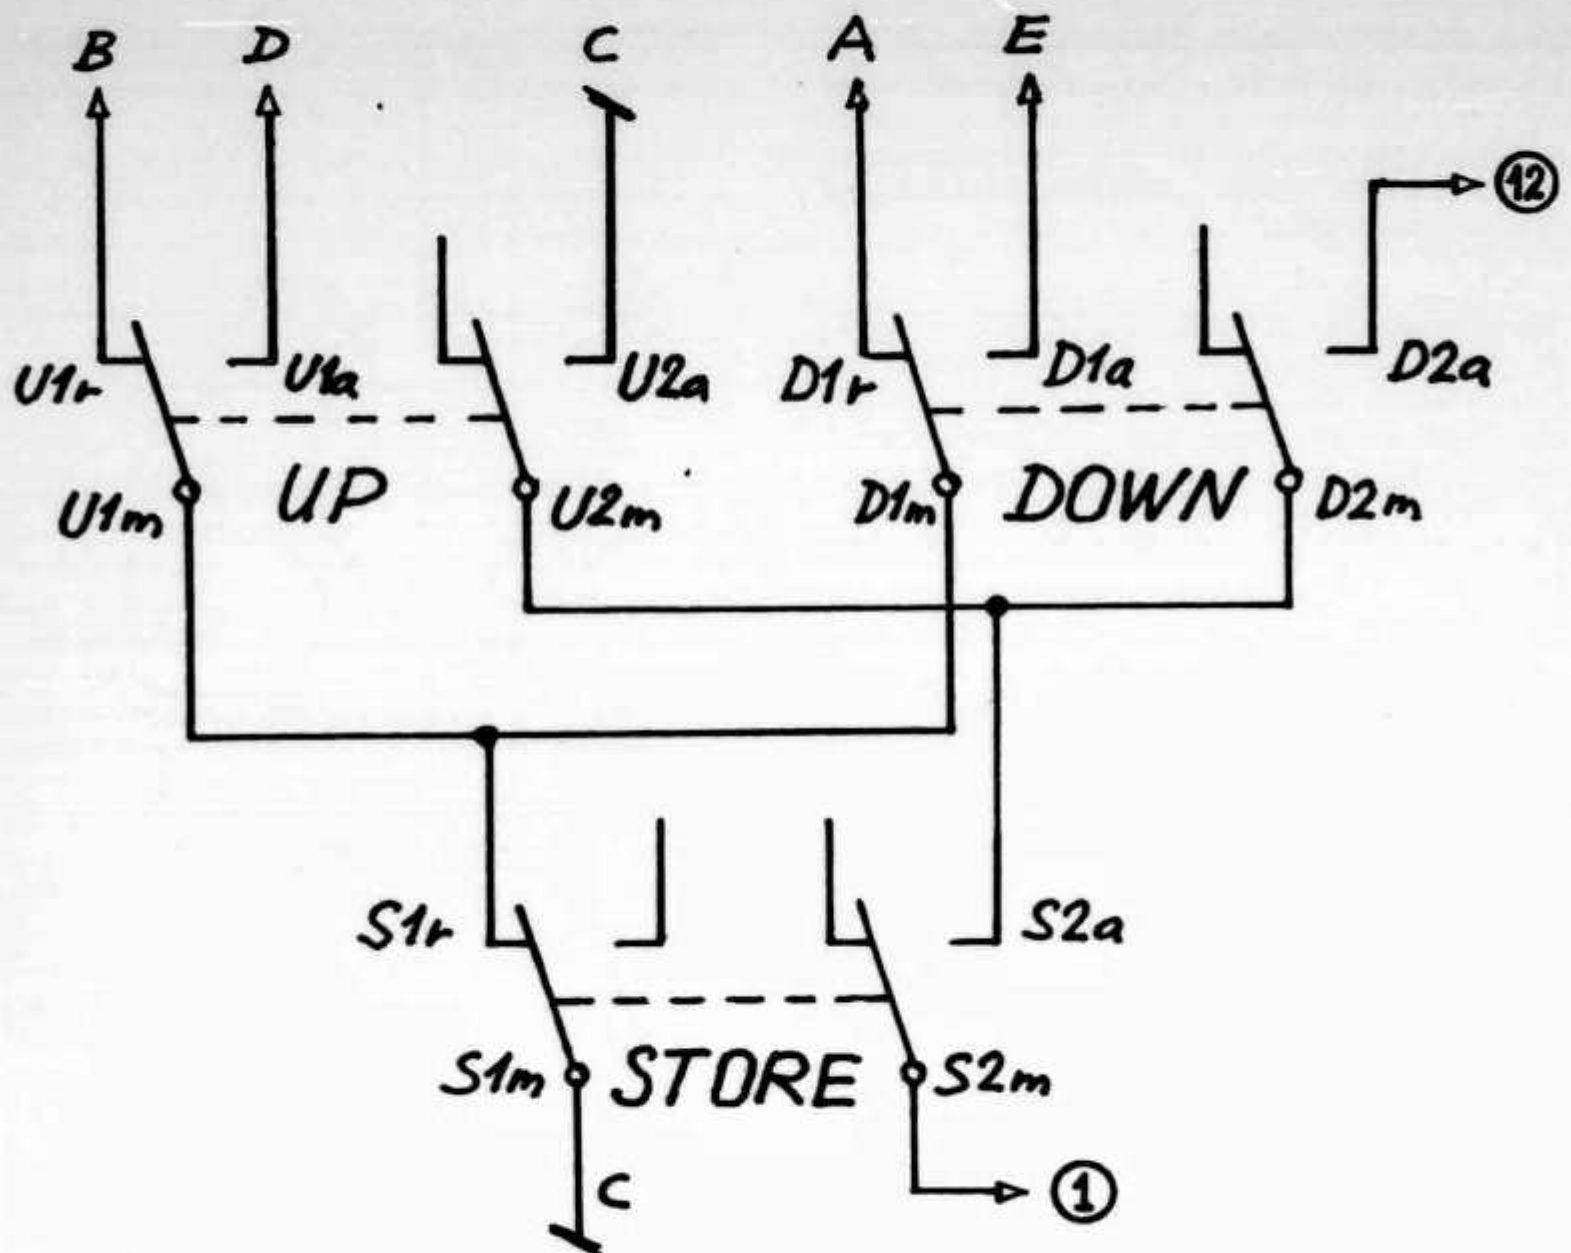 B D C A E
12
U1r U1a U2a D1r D1a D2a
U1m UP U2m D1m DOWN D2m
S1r S2a
S1m STORE S2m
C 1